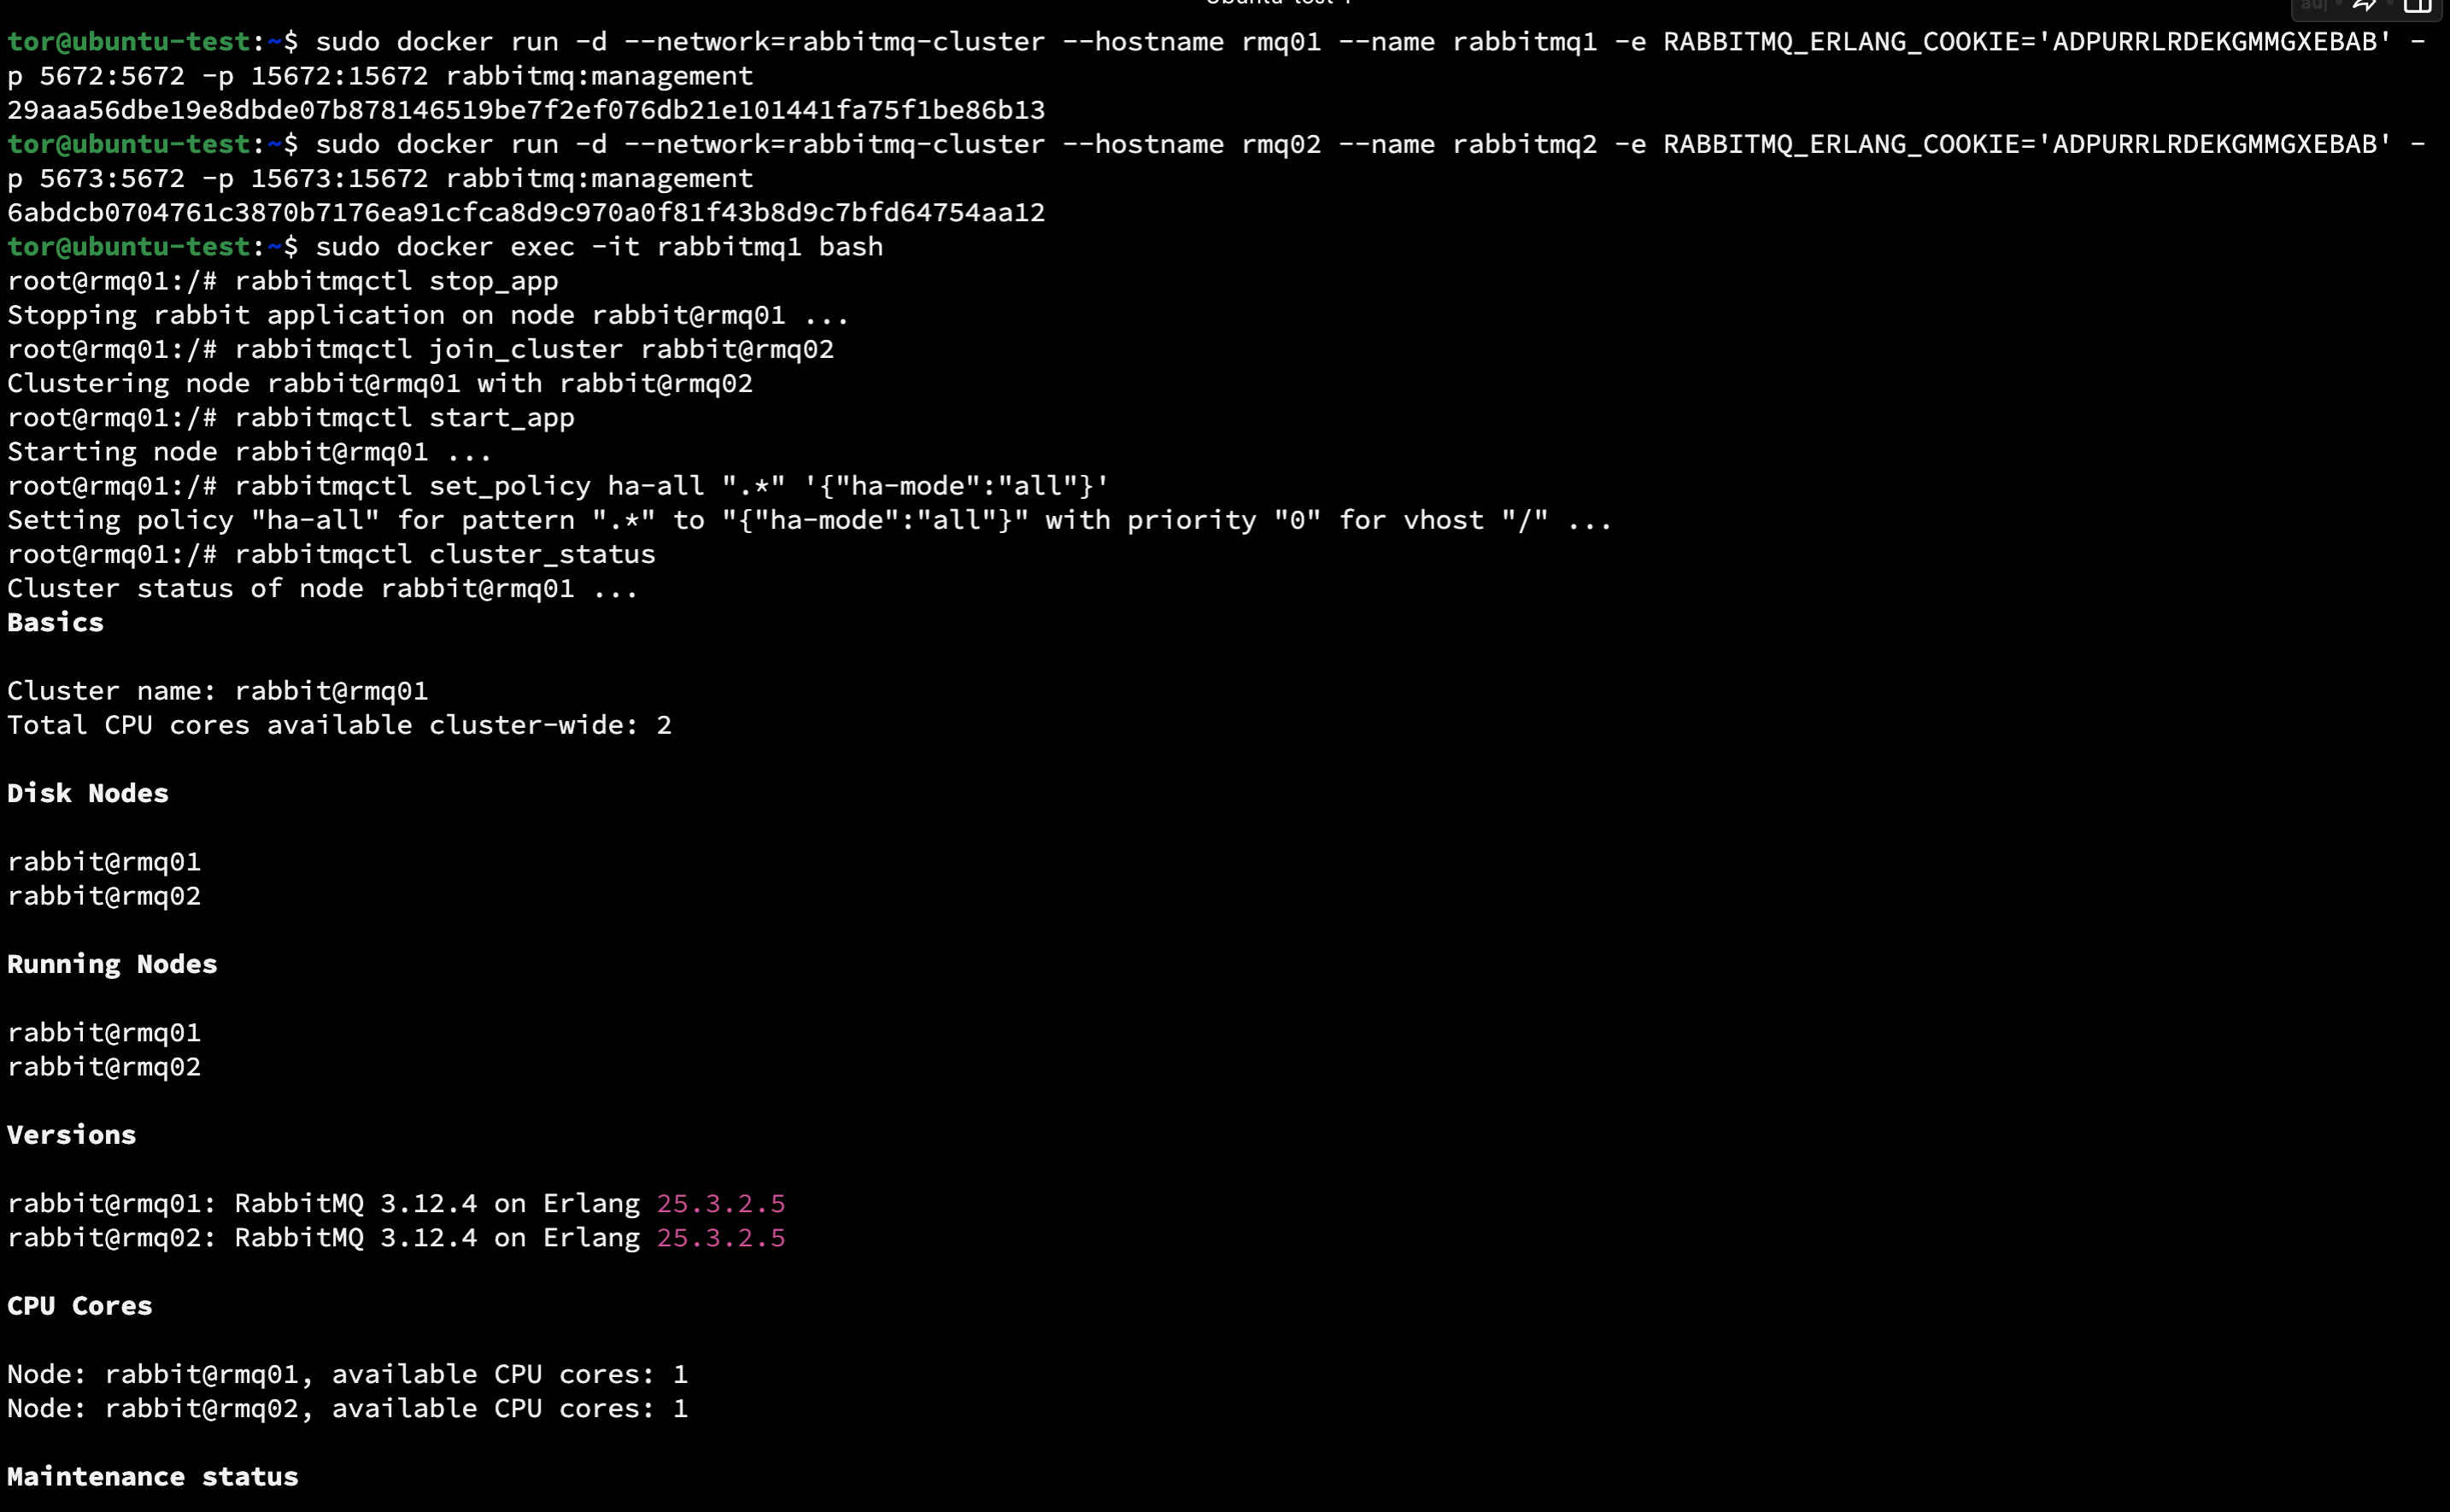 tor@ubuntu-test:~$ sudo docker run -d --network=rabbitmq-cluster --hostname rmq01 --name rabbitmq1 -e RABBITMQ_ERLANG_COOKIE='ADPURRLRDEKGMMGXEBAB' -
p 5672:5672 -p 15672:15672 rabbitmq:management
29aaa56dbe19e8dbde07b878146519be7f2ef076db21e101441fa75f1be86b13
tor@ubuntu-test:~$ sudo docker run -d --network=rabbitmq-cluster --hostname rmq02 --name rabbitmq2 -e RABBITMQ_ERLANG_COOKIE='ADPURRLRDEKGMMGXEBAB' -
p 5673:5672 -p 15673:15672 rabbitmq:management
6abdcb0704761c3870b7176ea91cfca8d9c970a0f81f43b8d9c7bfd64754aa12
tor@ubuntu-test:~$ sudo docker exec -it rabbitmq1 bash
root@rmq01:/# rabbitmqctl stop_app
Stopping rabbit application on node rabbit@rmq01 ...
root@rmq01:/# rabbitmqctl join_cluster rabbit@rmq02
Clustering node rabbit@rmq01 with rabbit@rmq02
root@rmq01:/# rabbitmqctl start_app
Starting node rabbit@rmq01 ...
root@rmq01:/# rabbitmqctl set_policy ha-all ".*" '{"ha-mode":"all"}'
Setting policy "ha-all" for pattern ".*" to "{"ha-mode":"all"}" with priority "0" for vhost "/" ...
root@rmq01:/# rabbitmqctl cluster_status
Cluster status of node rabbit@rmq01 ...
Basics
Cluster name: rabbit@rmq01
Total CPU cores available cluster-wide: 2
Disk Nodes
rabbit@rmq01
rabbit@rmq02
Running Nodes
rabbit@rmq01
rabbit@rmq02
Versions
rabbit@rmq01: RabbitMQ 3.12.4 on Erlang 25.3.2.5
rabbit@rmq02: RabbitMQ 3.12.4 on Erlang 25.3.2.5
CPU Cores
Node: rabbit@rmq01, available CPU cores: 1
Node: rabbit@rmq02, available CPU cores: 1
Maintenance status